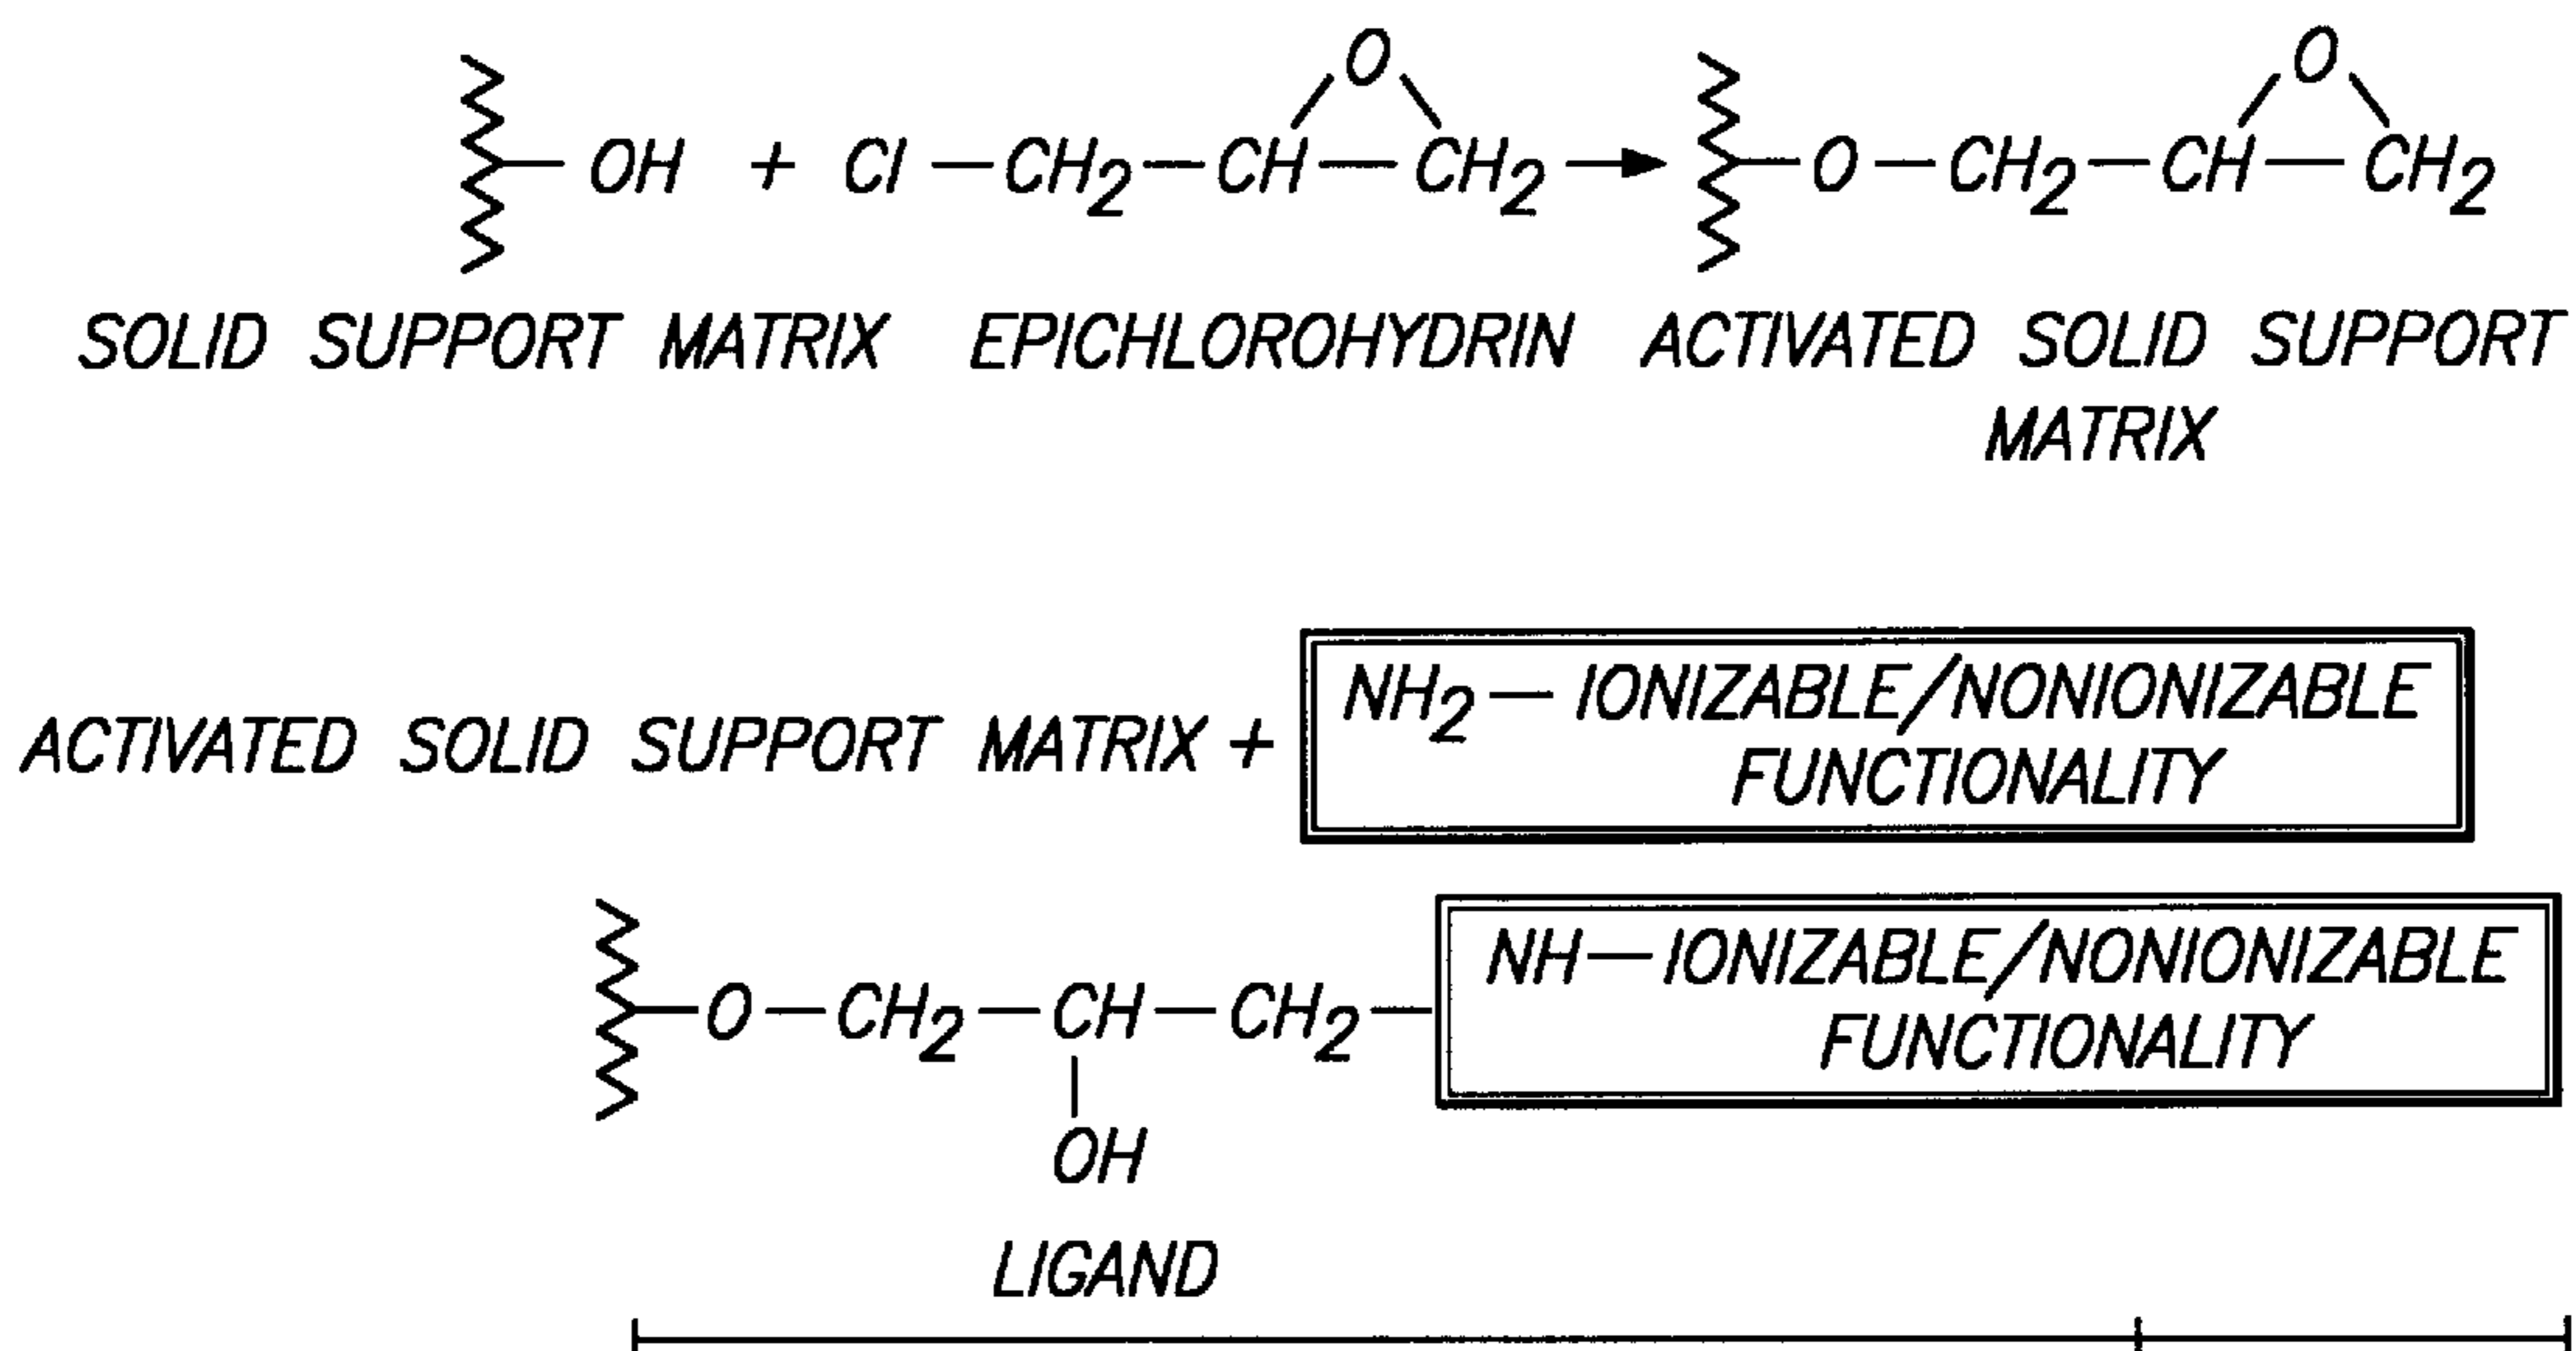 O O
OH + Cl — CH2 — CH — CH2 → O — CH2 — CH — CH2
SOLID SUPPORT MATRIX EPICHLOROHYDRIN ACTIVATED SOLID SUPPORT
MATRIX
ACTIVATED SOLID SUPPORT MATRIX + NH2 — IONIZABLE/NONIONIZABLE
FUNCTIONALITY
NH — IONIZABLE/NONIONIZABLE
O — CH2 — CH — CH2 —
FUNCTIONALITY
OH
LIGAND